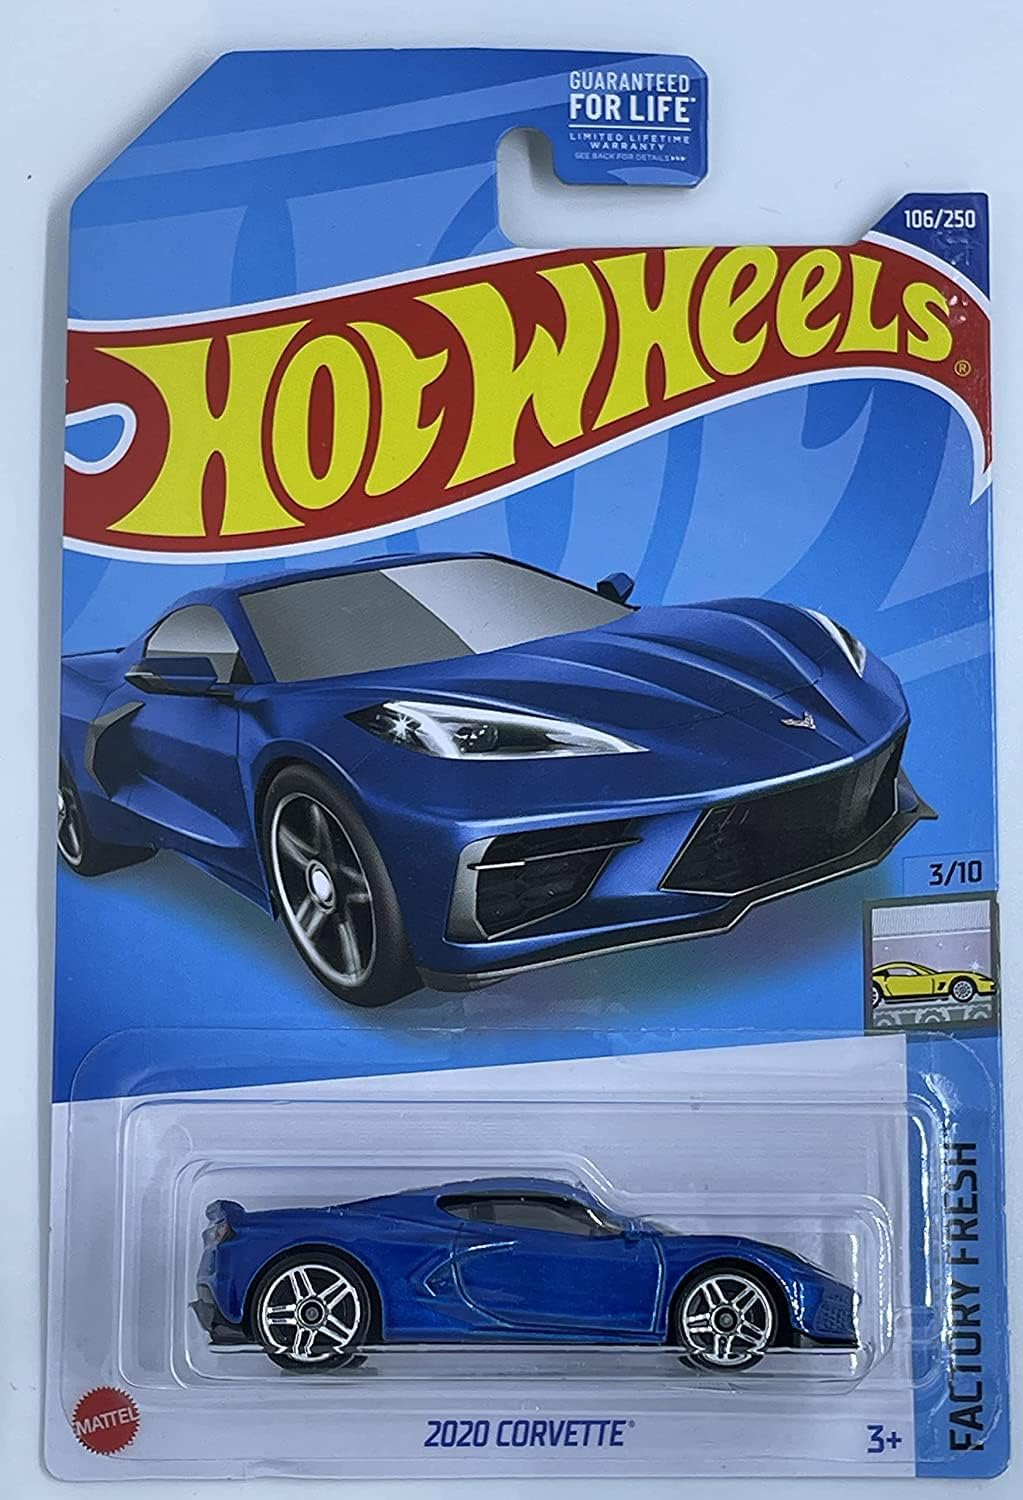 GUARANTEED
FOR LIFE
LIMITED LIFETIME
WARRANTY
SEE BACK FOR DETAILS
106/250
HOT WHEELS®
3/10
FACTORY FRESH
MATTEL
2020 CORVETTE®
3+